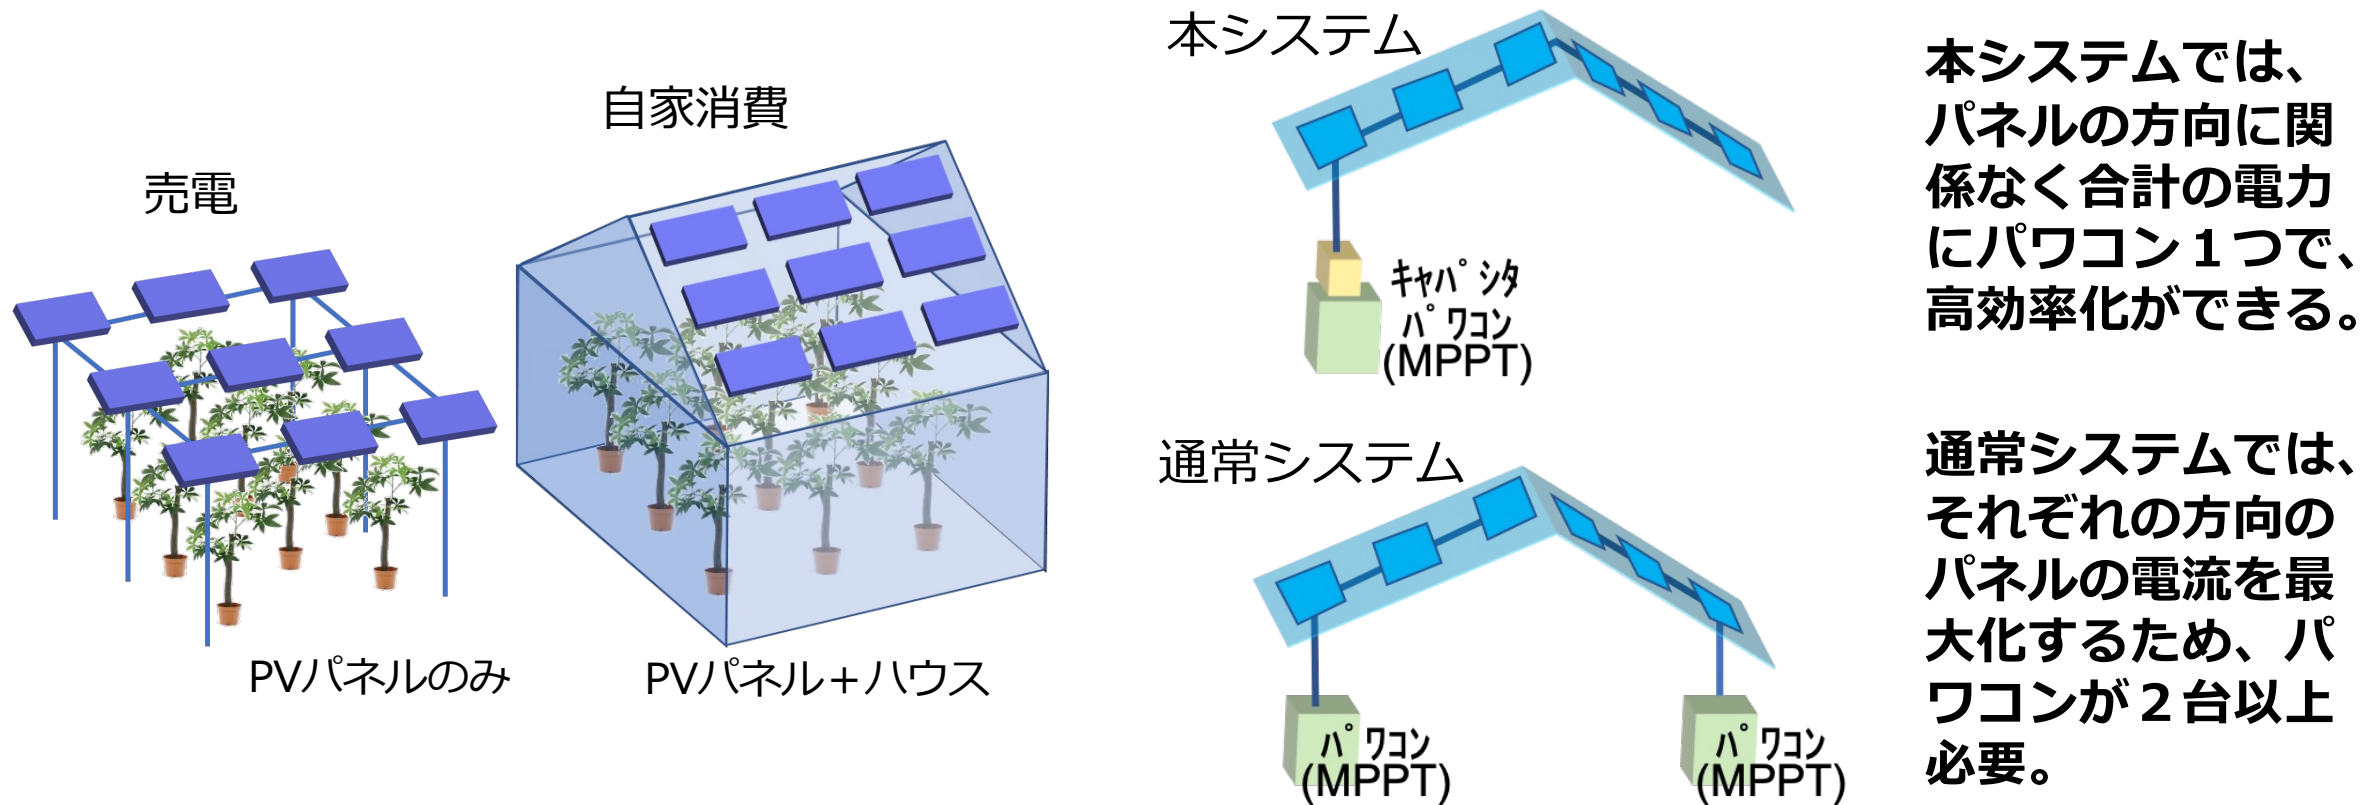 売電
自家消費
PVパネルのみ
PVパネル＋ハウス
本システム
ｷｬﾊﾟｼﾀ
ﾊﾟﾜｺﾝ
(MPPT)
通常システム
ﾊﾟﾜｺﾝ
(MPPT)
ﾊﾟﾜｺﾝ
(MPPT)
本システムでは、
パネルの方向に関
係なく合計の電力
にパワコン１つで、
高効率化ができる。
通常システムでは、
それぞれの方向の
パネルの電流を最
大化するため、パ
ワコンが２台以上
必要。